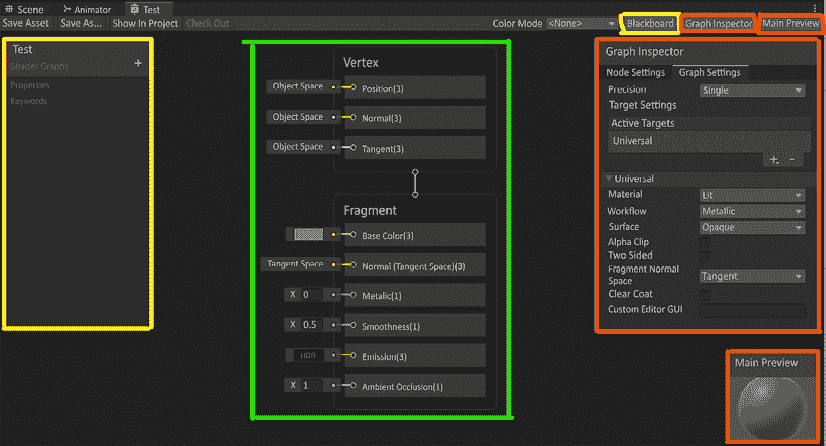 Scene Animator Test
Save Asset Save As... Show In Project Check Out Color Mode <None> Blackboard Graph Inspector Main Preview
Test
Shader Graphs +
Properties
Keywords
Vertex
Object Space Position(3)
Object Space Normal(3)
Object Space Tangent(3)
Fragment
Base Color(3)
Tangent Space Normal (Tangent Space)(3)
X 0 Metalic(1)
X 0.5 Smoothness(1)
Emission(3)
X 1 Ambient Occlusion(1)
Graph Inspector
Node Settings Graph Settings
Precision Single
Target Settings
Active Targets
Universal
+ -
Universal
Material Lit
Workflow Metallic
Surface Opaque
Alpha Clip
Two Sided
Fragment Normal
Space Tangent
Clear Coat
Custom Editor GUI
Main Preview